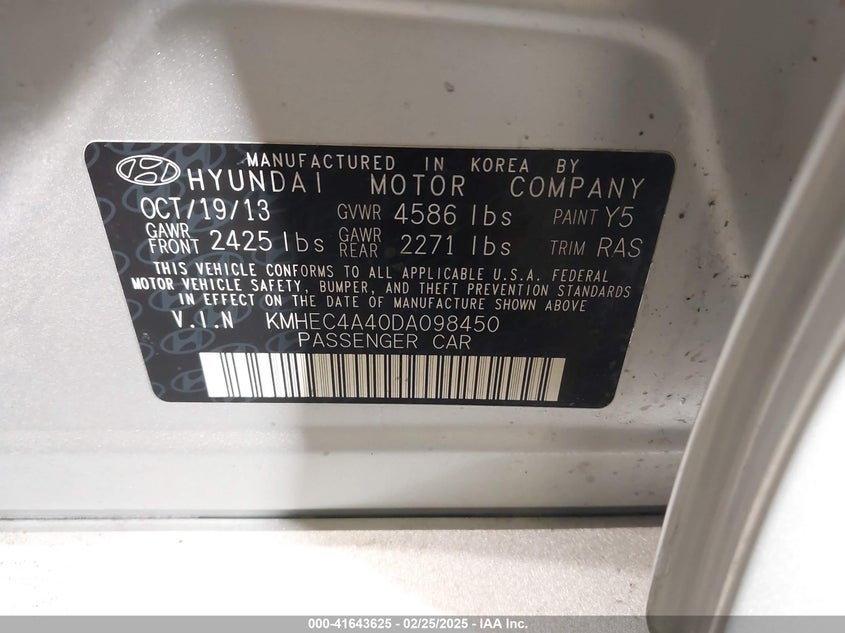 MANUFACTURED IN KOREA BY
HYUNDAI MOTOR COMPANY
OCT/19/13 GVWR 4586 lbs PAINT Y5
GAWR FRONT 2425 lbs GAWR REAR 2271 lbs TRIM RAS
THIS VEHICLE CONFORMS TO ALL APPLICABLE U.S.A. FEDERAL
MOTOR VEHICLE SAFETY, BUMPER, AND THEFT PREVENTION STANDARDS
IN EFFECT ON THE DATE OF MANUFACTURE SHOWN ABOVE
V.I.N KMHEC4A40DA098450
PASSENGER CAR
000-41643625 - 02/25/2025 - IAA Inc.